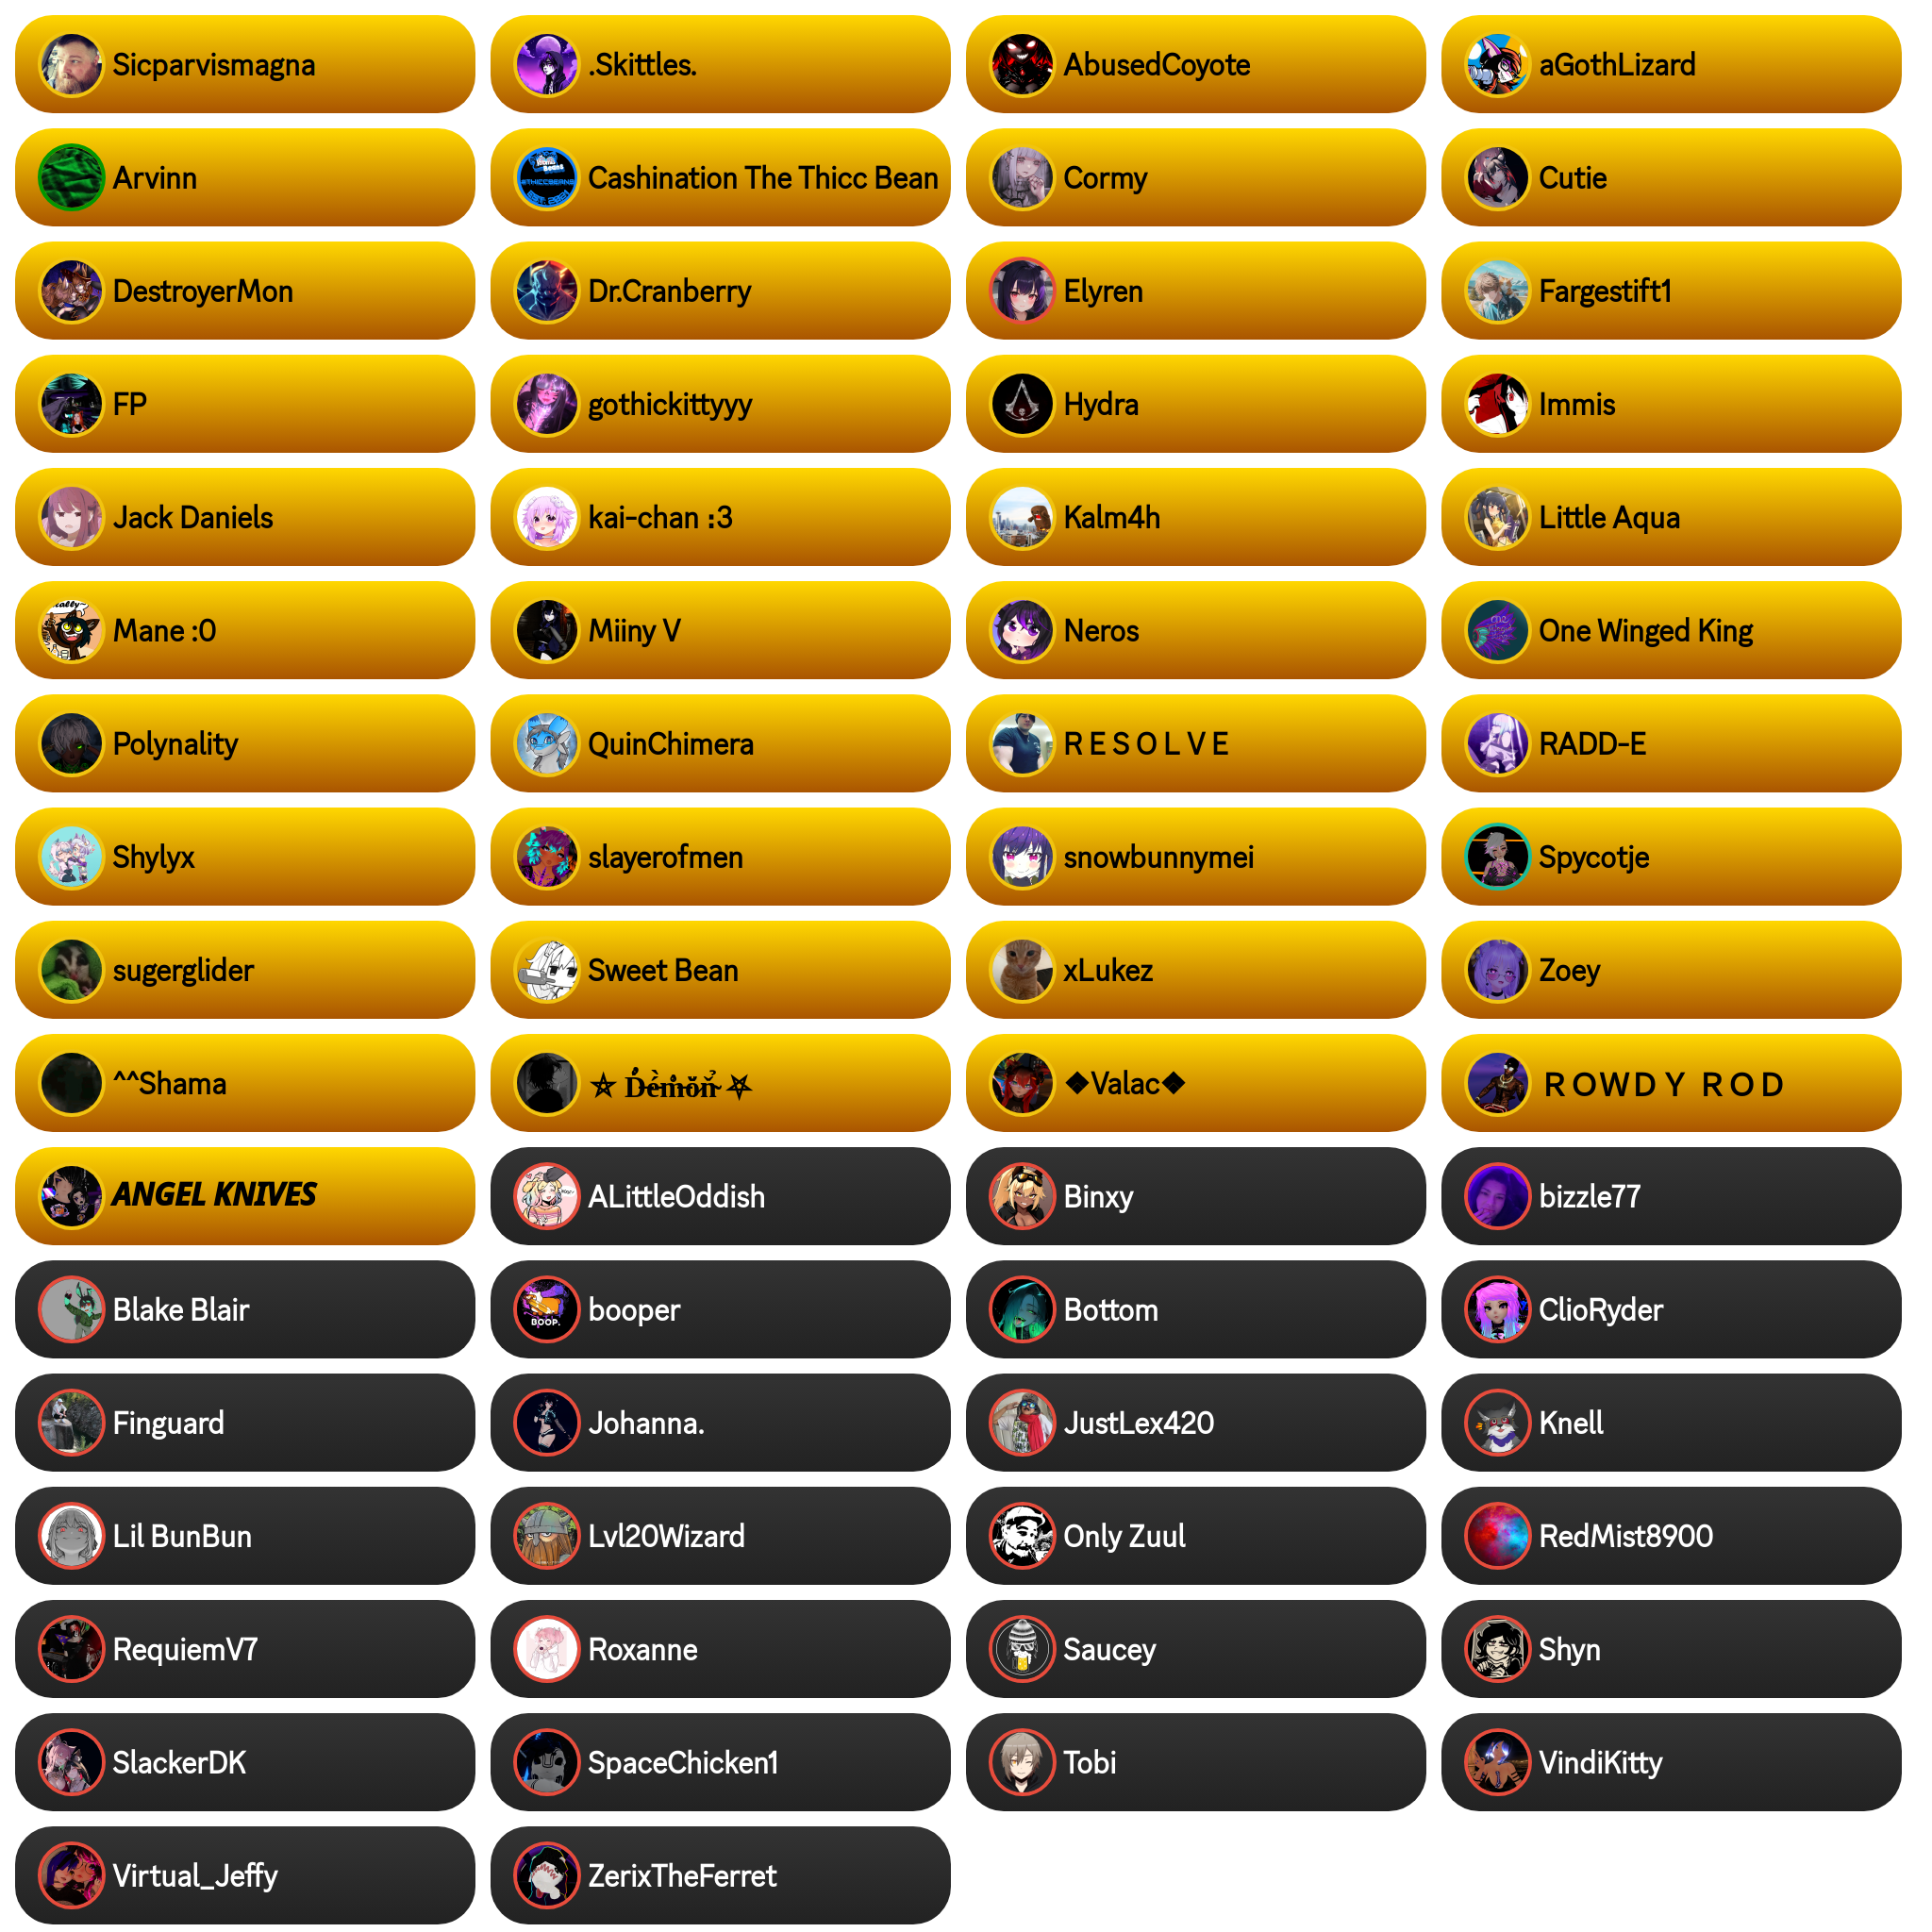 Sicparvismagna
.Skittles.
AbusedCoyote
aGothLizard
Arvinn
Cashination The Thicc Bean
Cormy
Cutie
DestroyerMon
Dr.Cranberry
Elyren
Fargestift1
FP
gothickittyyy
Hydra
Immis
Jack Daniels
kai-chan :3
Kalm4h
Little Aqua
Mane :0
Miiny V
Neros
One Winged King
Polynality
QuinChimera
R E S O L V E
RADD-E
Shylyx
slayerofmen
snowbunnymei
Spycotje
sugerglider
Sweet Bean
xLukez
Zoey
^^Shama
⛤ D̴è̴m̴ŏ̴n̴̉ ⛧
❖Valac❖
ＲＯＷＤＹ ＲＯＤ
ANGEL KNIVES
ALittleOddish
Binxy
bizzle77
Blake Blair
booper
BOOP.
Bottom
ClioRyder
Finguard
Johanna.
JustLex420
Knell
Lil BunBun
Lvl20Wizard
Only Zuul
RedMist8900
RequiemV7
Roxanne
Saucey
Shyn
SlackerDK
SpaceChicken1
Tobi
VindiKitty
Virtual_Jeffy
ZerixTheFerret